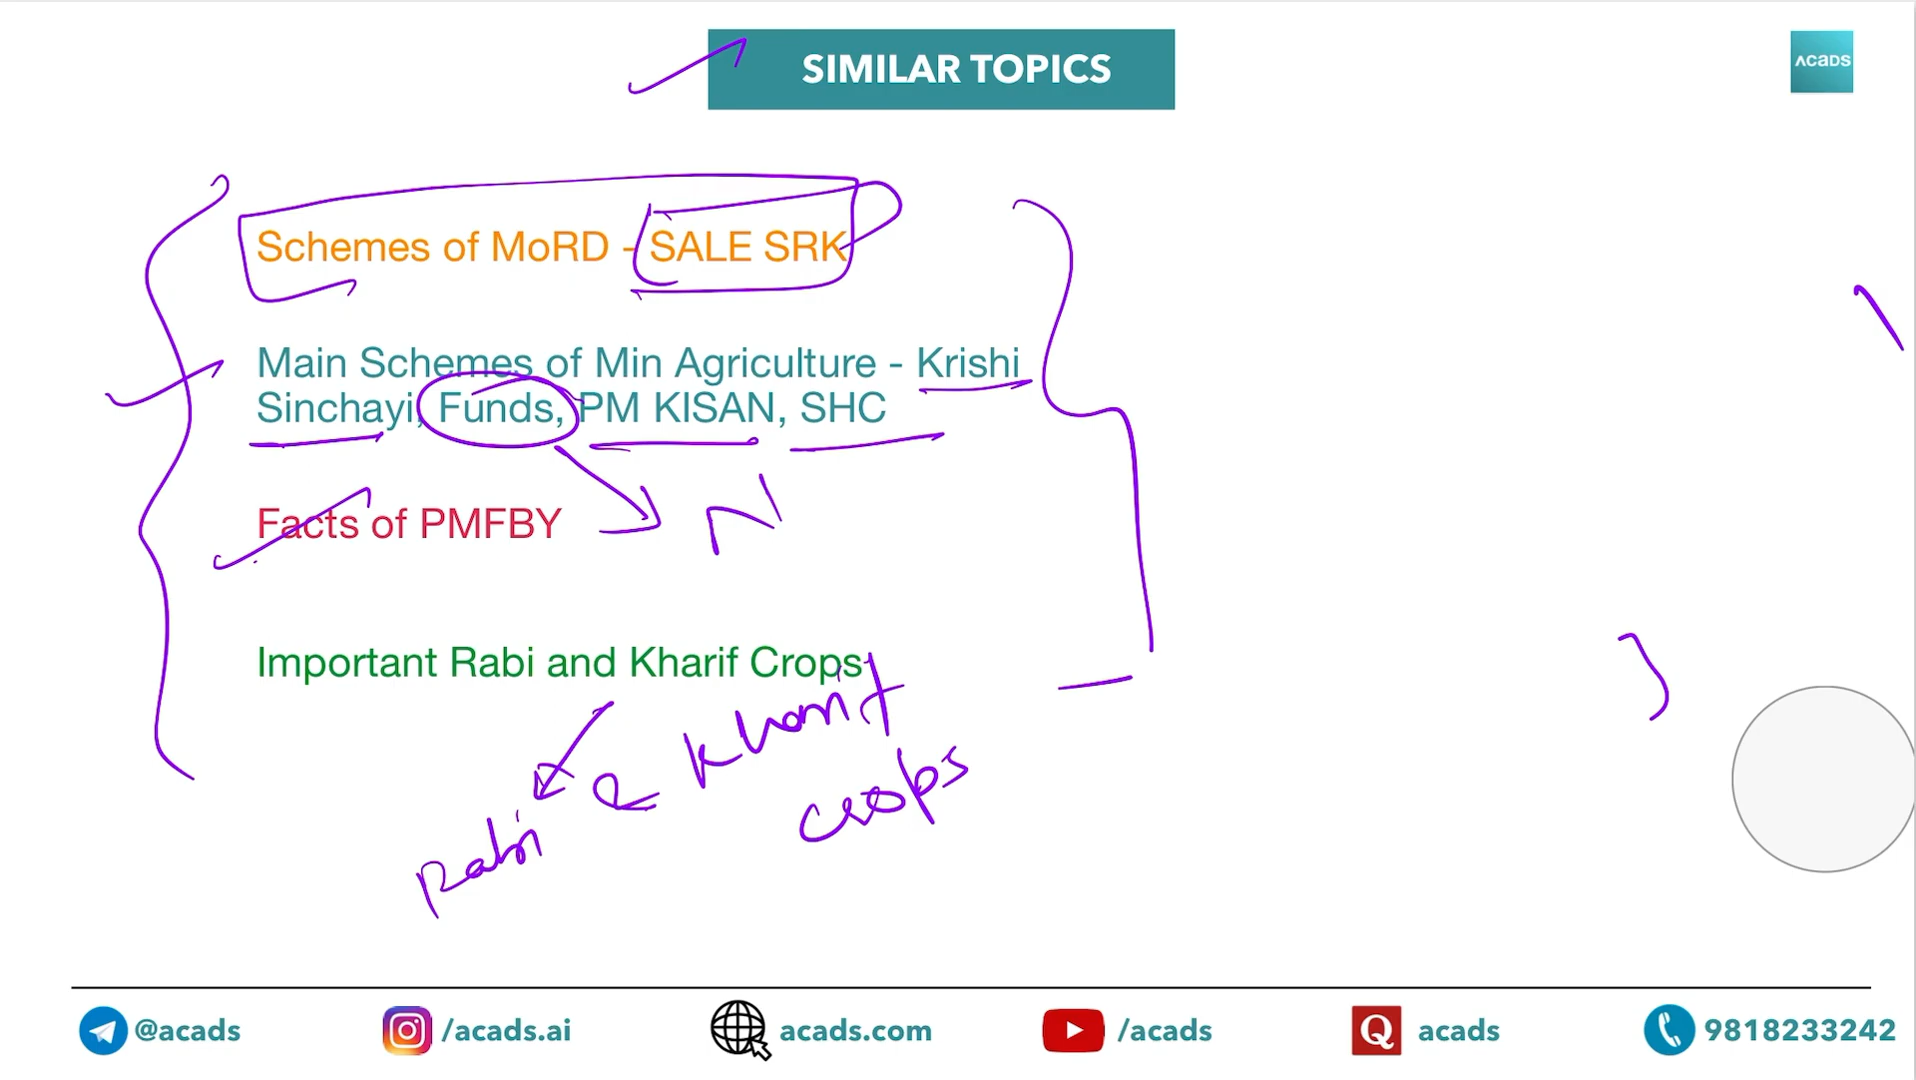 SIMILAR TOPICS
ACADS
Schemes of MoRD - SALE SRK
Main Schemes of Min Agriculture - Krishi
Sinchayi, Funds, PM KISAN, SHC
N
Facts of PMFBY
Important Rabi and Kharif Crops
Rabi & Kharif
crops
@acads
/acads.ai
acads.com
/acads
acads
9818233242